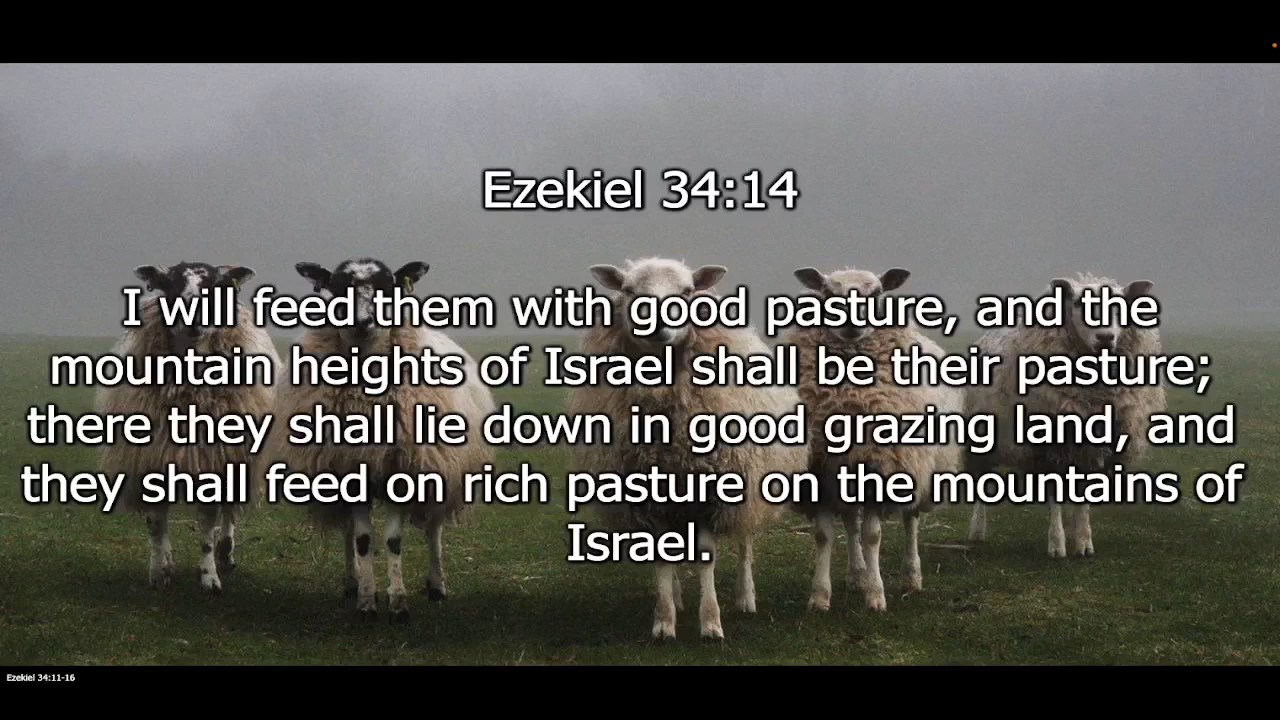 Ezekiel 34:14
I will feed them with good pasture, and the
mountain heights of Israel shall be their pasture;
there they shall lie down in good grazing land, and
they shall feed on rich pasture on the mountains of
Israel.
Ezekiel 34:11-16